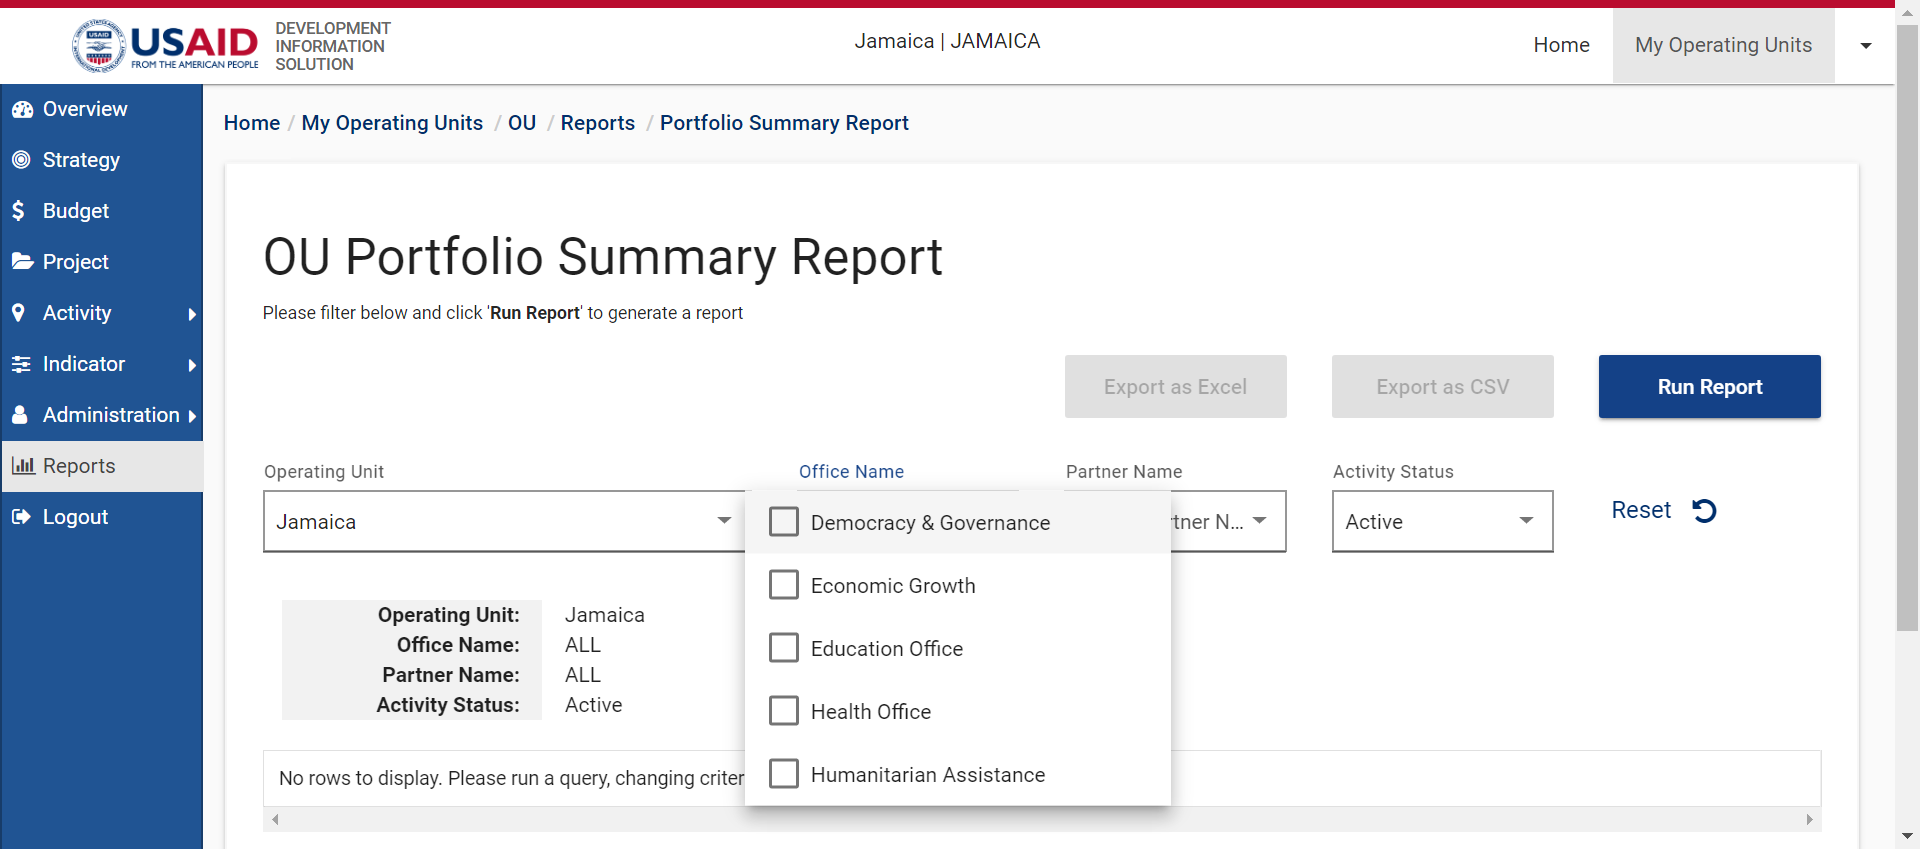 USAID
FROM THE AMERICAN PEOPLE
DEVELOPMENT
INFORMATION
SOLUTION
Jamaica | JAMAICA
Home
My Operating Units
Overview
Strategy
Budget
Project
Activity
Indicator
Administration
Reports
Logout
Home / My Operating Units / OU / Reports / Portfolio Summary Report
OU Portfolio Summary Report
Please filter below and click 'Run Report' to generate a report
Export as Excel
Export as CSV
Run Report
Operating Unit
Office Name
Partner Name
Activity Status
Jamaica
tner N...
Active
Reset
Democracy & Governance
Economic Growth
Education Office
Health Office
Humanitarian Assistance
Operating Unit: Jamaica
Office Name: ALL
Partner Name: ALL
Activity Status: Active
No rows to display. Please run a query, changing criter